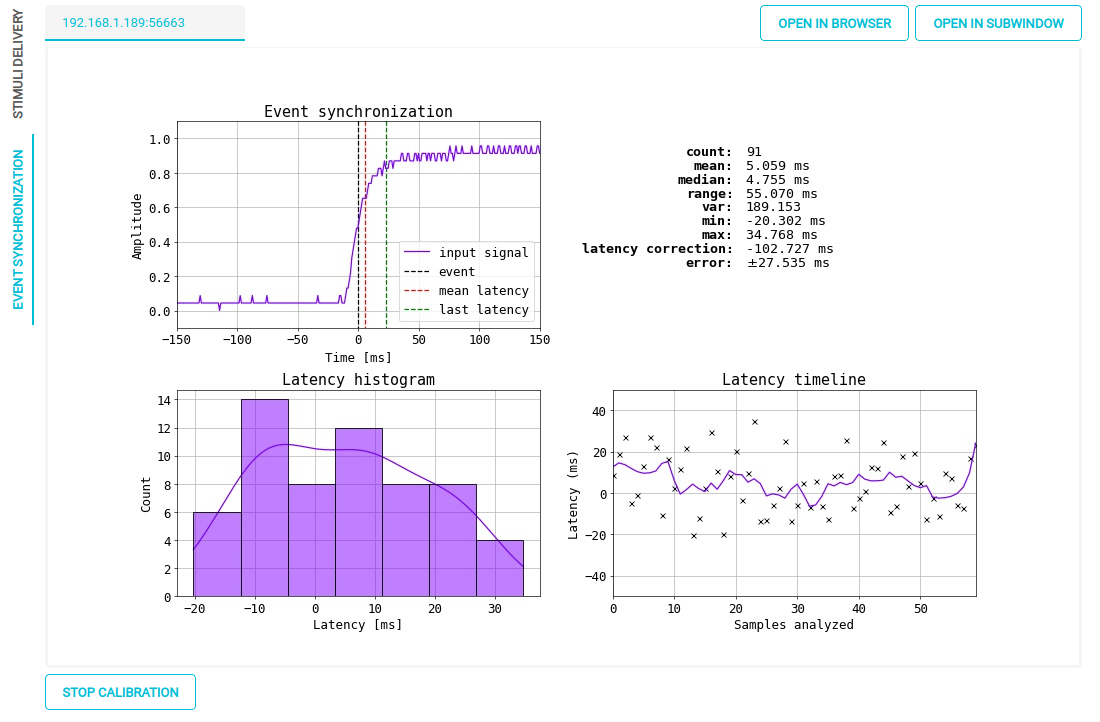 STIMULI DELIVERY
EVENT SYNCHRONIZATION
192.168.1.189:56663
OPEN IN BROWSER
OPEN IN SUBWINDOW
Event synchronization
Amplitude
1.0
0.8
0.6
0.4
0.2
0.0
input signal
event
mean latency
last latency
−150 −100 −50 0 50 100 150
Time [ms]
count: 91
mean: 5.059 ms
median: 4.755 ms
range: 55.070 ms
var: 189.153
min: -20.302 ms
max: 34.768 ms
latency correction: -102.727 ms
error: ±27.535 ms
Latency histogram
Count
14
12
10
8
6
4
2
0
−20 −10 0 10 20 30
Latency [ms]
Latency timeline
Latency (ms)
40
20
0
−20
−40
0 10 20 30 40 50
Samples analyzed
STOP CALIBRATION